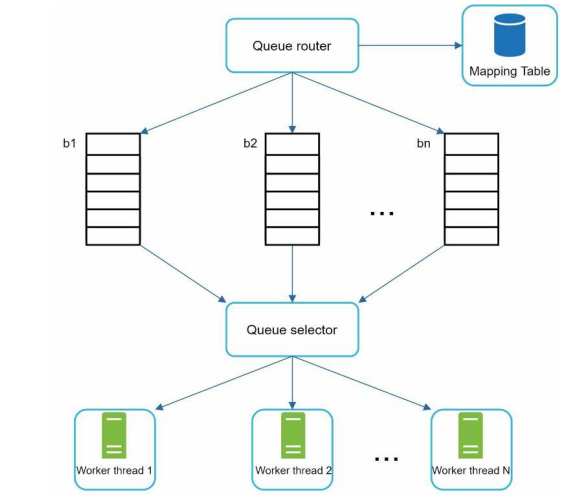 Queue router
Mapping Table
b1
b2
bn
...
Queue selector
Worker thread 1
Worker thread 2
...
Worker thread N